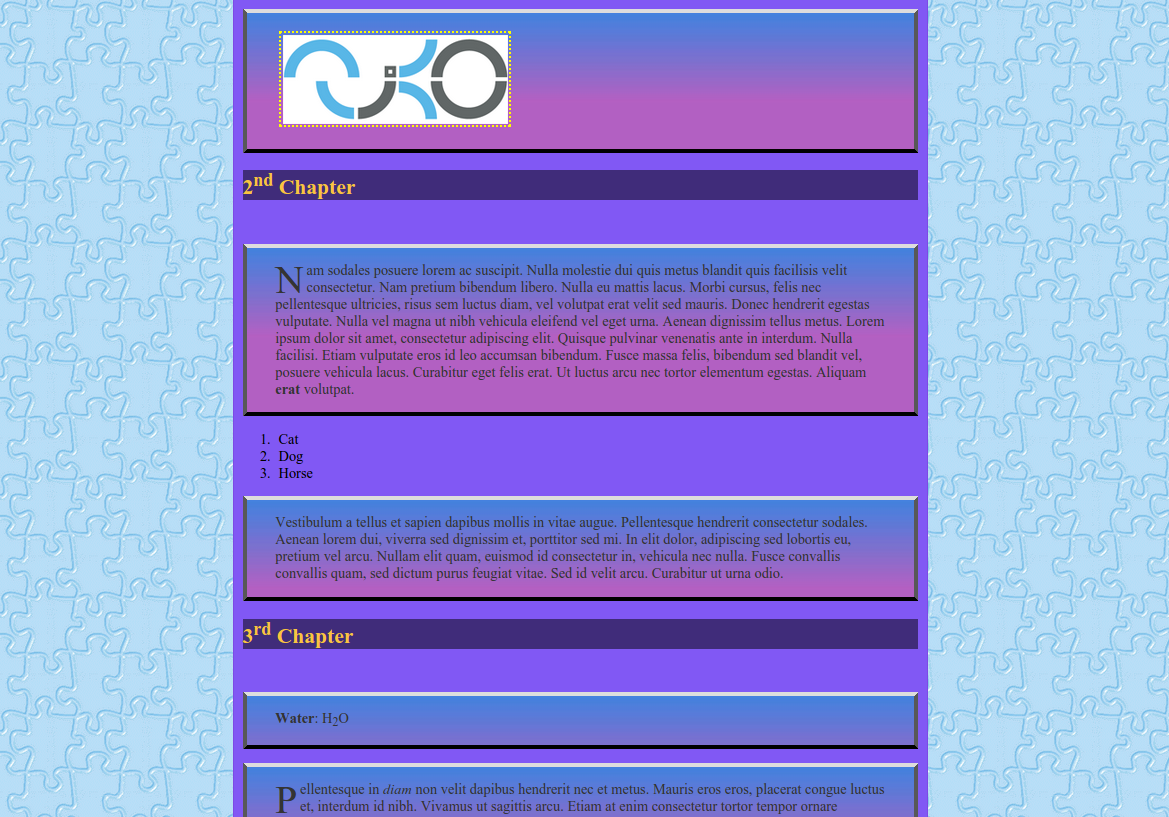 2nd Chapter
Nam sodales posuere lorem ac suscipit. Nulla molestie dui quis metus blandit quis facilisis velit
consectetur. Nam pretium bibendum libero. Nulla eu mattis lacus. Morbi cursus, felis nec
pellentesque ultricies, risus sem luctus diam, vel volutpat erat velit sed mauris. Donec hendrerit egestas
vulputate. Nulla vel magna ut nibh vehicula eleifend vel eget urna. Aenean dignissim tellus metus. Lorem
ipsum dolor sit amet, consectetur adipiscing elit. Quisque pulvinar venenatis ante in interdum. Nulla
facilisi. Etiam vulputate eros id leo accumsan bibendum. Fusce massa felis, bibendum sed blandit vel,
posuere vehicula lacus. Curabitur eget felis erat. Ut luctus arcu nec tortor elementum egestas. Aliquam
erat volutpat.
1. Cat
2. Dog
3. Horse
Vestibulum a tellus et sapien dapibus mollis in vitae augue. Pellentesque hendrerit consectetur sodales.
Aenean lorem dui, viverra sed dignissim et, porttitor sed mi. In elit dolor, adipiscing sed lobortis eu,
pretium vel arcu. Nullam elit quam, euismod id consectetur in, vehicula nec nulla. Fusce convallis
convallis quam, sed dictum purus feugiat vitae. Sed id velit arcu. Curabitur ut urna odio.
3rd Chapter
Water: H2O
Pellentesque in diam non velit dapibus hendrerit nec et metus. Mauris eros eros, placerat congue luctus
et, interdum id nibh. Vivamus ut sagittis arcu. Etiam at enim consectetur tortor tempor ornare